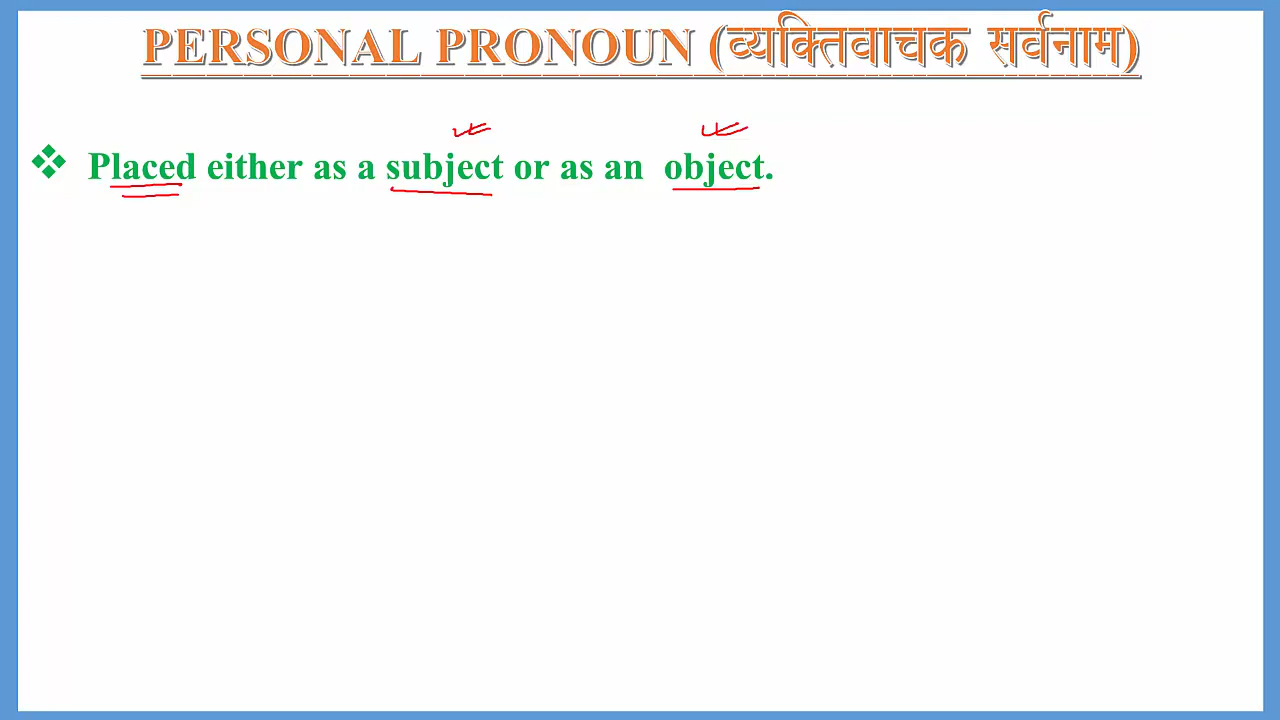 PERSONAL PRONOUN (व्यक्तिवाचक सर्वनाम)
❖ Placed either as a subject or as an object.